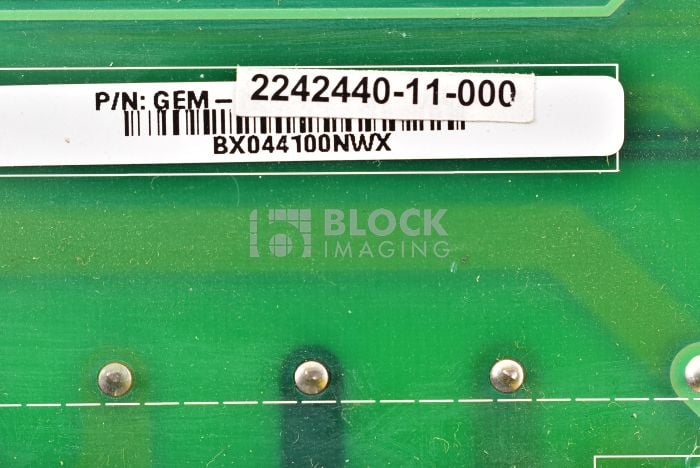 P/N: GEM– 2242440-11-000
BX044100NWX
BLOCK
IMAGING